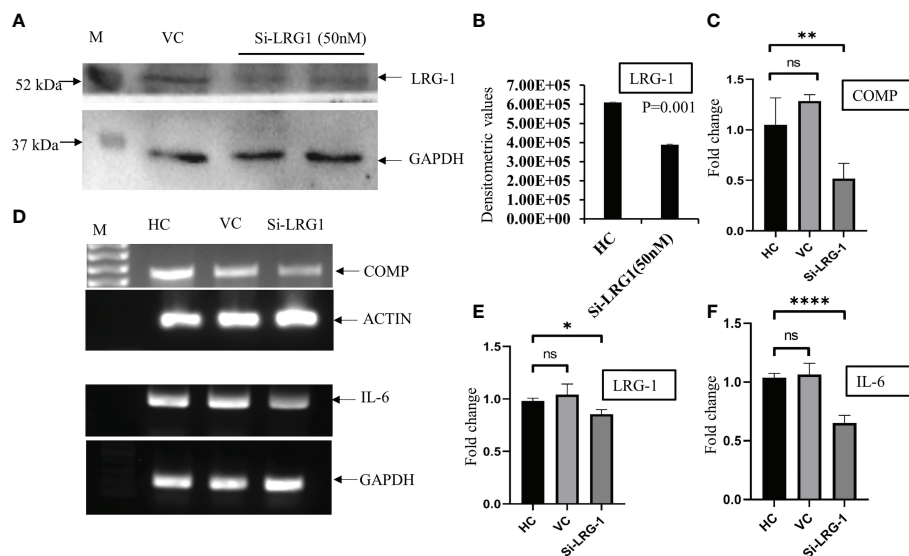 A
M VC Si-LRG1 (50nM)
52 kDa
LRG-1
37 kDa
GAPDH
B
LRG-1
P=0.001
Densitometric values
7.00E+05
6.00E+05
5.00E+05
4.00E+05
3.00E+05
2.00E+05
1.00E+05
0.00E+00
HC
Si-LRG1(50nM)
C
**
ns
COMP
Fold change
1.5
1.0
0.5
0.0
HC
VC
Si-LRG-1
D
M HC VC Si-LRG1
COMP
ACTIN
IL-6
GAPDH
E
*
ns
LRG-1
Fold change
1.5
1.0
0.5
0.0
HC
VC
Si-LRG-1
F
****
ns
IL-6
Fold change
1.5
1.0
0.5
0.0
HC
VC
Si-LRG-1